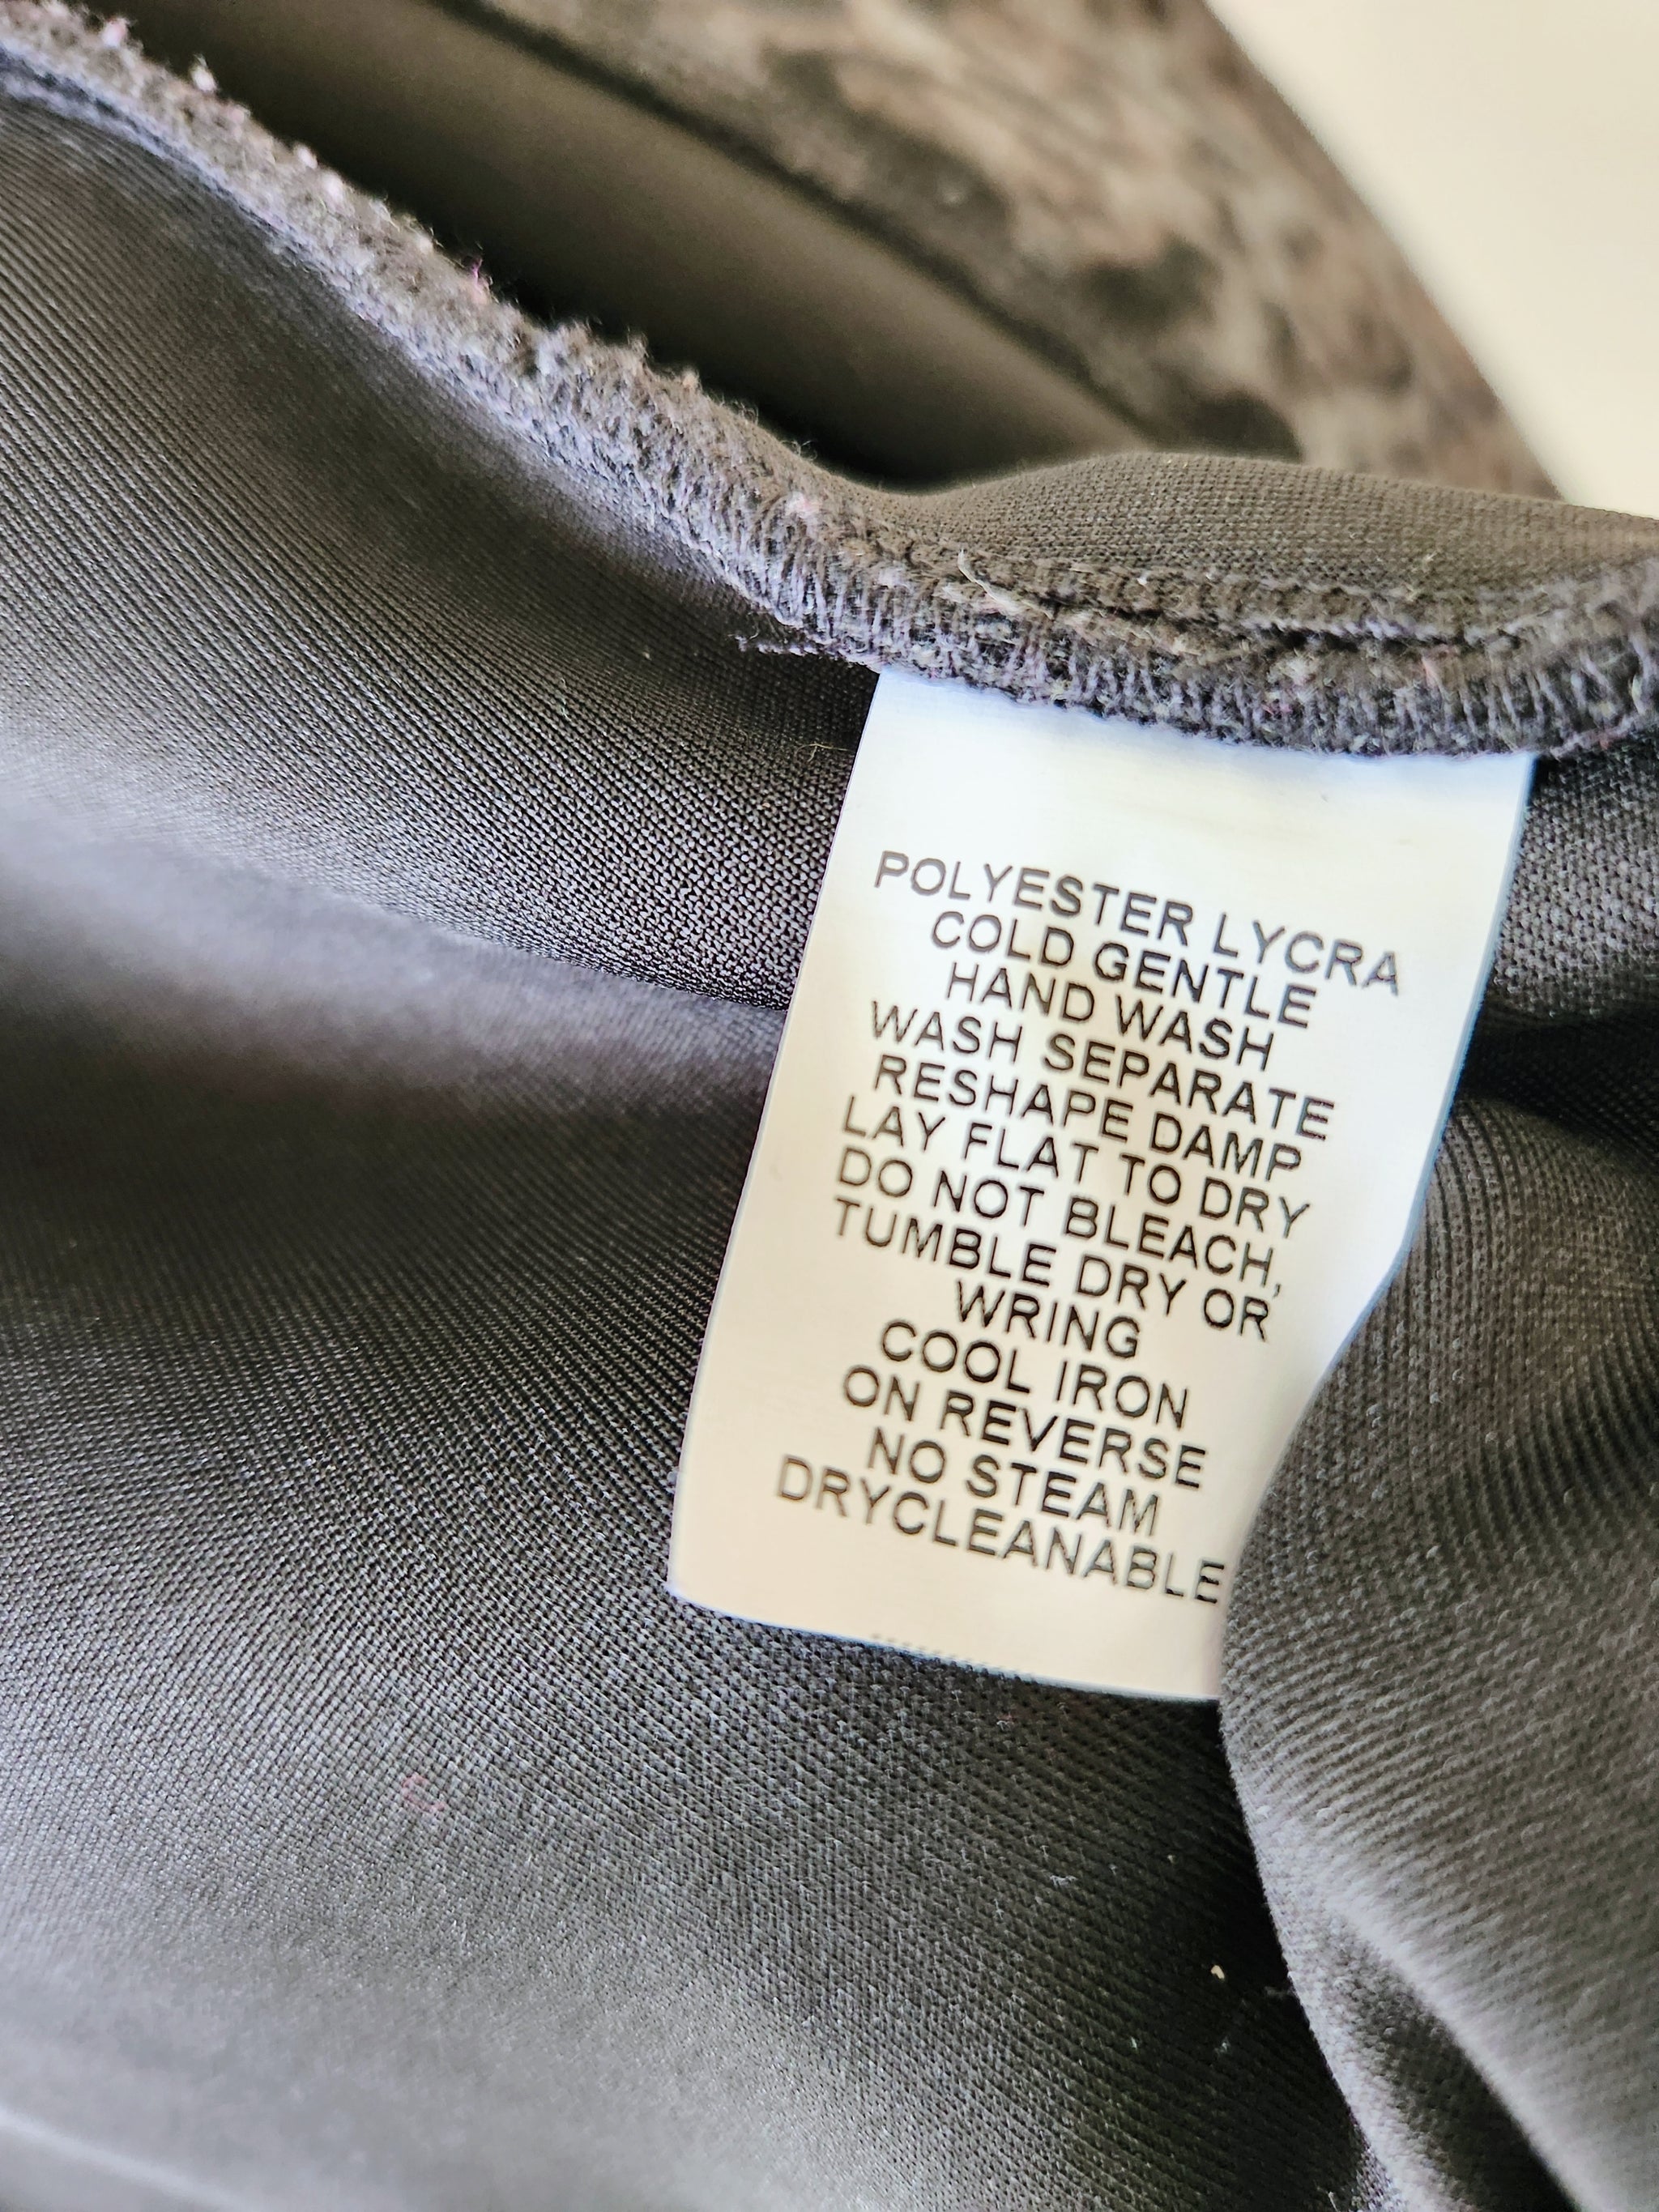 POLYESTER LYCRA
COLD GENTLE
HAND WASH
WASH SEPARATE
RESHAPE DAMP
LAY FLAT TO DRY
DO NOT BLEACH,
TUMBLE DRY OR
WRING
COOL IRON
ON REVERSE
NO STEAM
DRYCLEANABLE